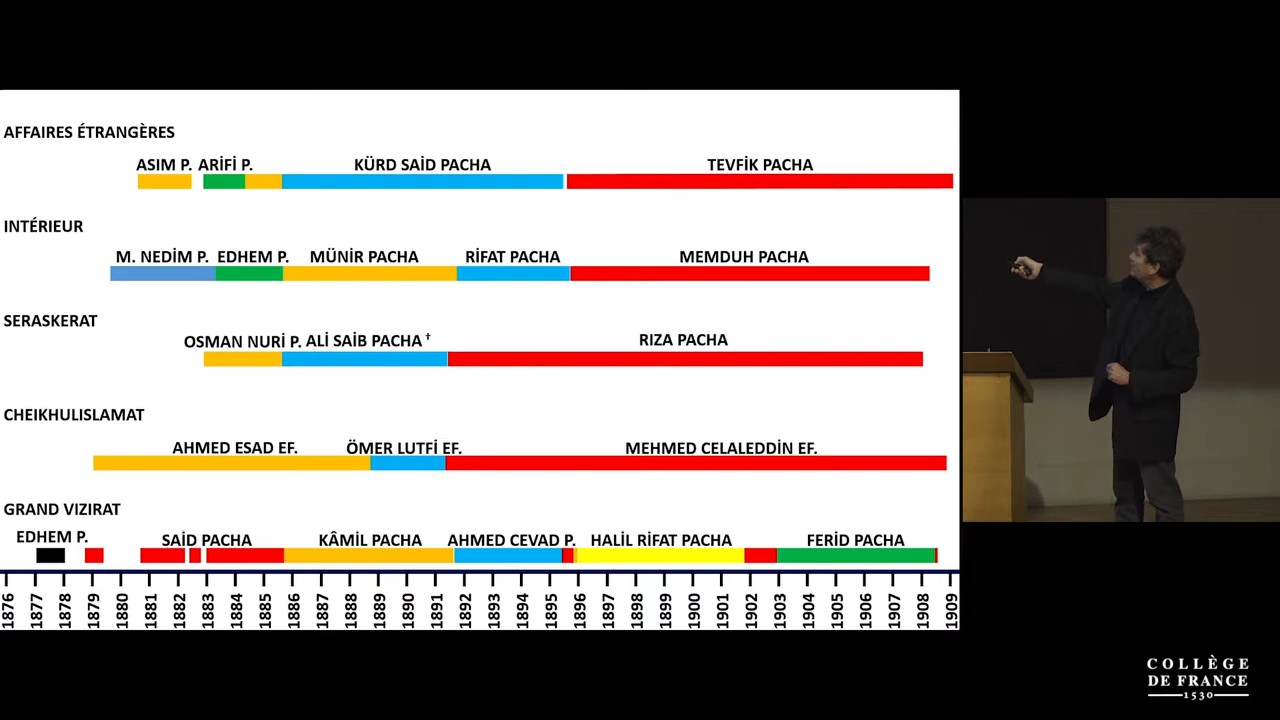 AFFAIRES ÉTRANGÈRES
ASIM P. ARİFİ P. KÜRD SAİD PACHA TEVFİK PACHA
INTÉRIEUR
M. NEDİM P. EDHEM P. MÜNİR PACHA RİFAT PACHA MEMDUH PACHA
SERASKERAT
OSMAN NURİ P. ALİ SAİB PACHA † RIZA PACHA
CHEIKHULISLAMAT
AHMED ESAD EF. ÖMER LUTFİ EF. MEHMED CELALEDDİN EF.
GRAND VIZIRAT
EDHEM P. SAİD PACHA KÂMİL PACHA AHMED CEVAD P. HALİL RİFAT PACHA FERİD PACHA
1876 1877 1878 1879 1880 1881 1882 1883 1884 1885 1886 1887 1888 1889 1890 1891 1892 1893 1894 1895 1896 1897 1898 1899 1900 1901 1902 1903 1904 1905 1906 1907 1908 1909
COLLÈGE
DE FRANCE
1530